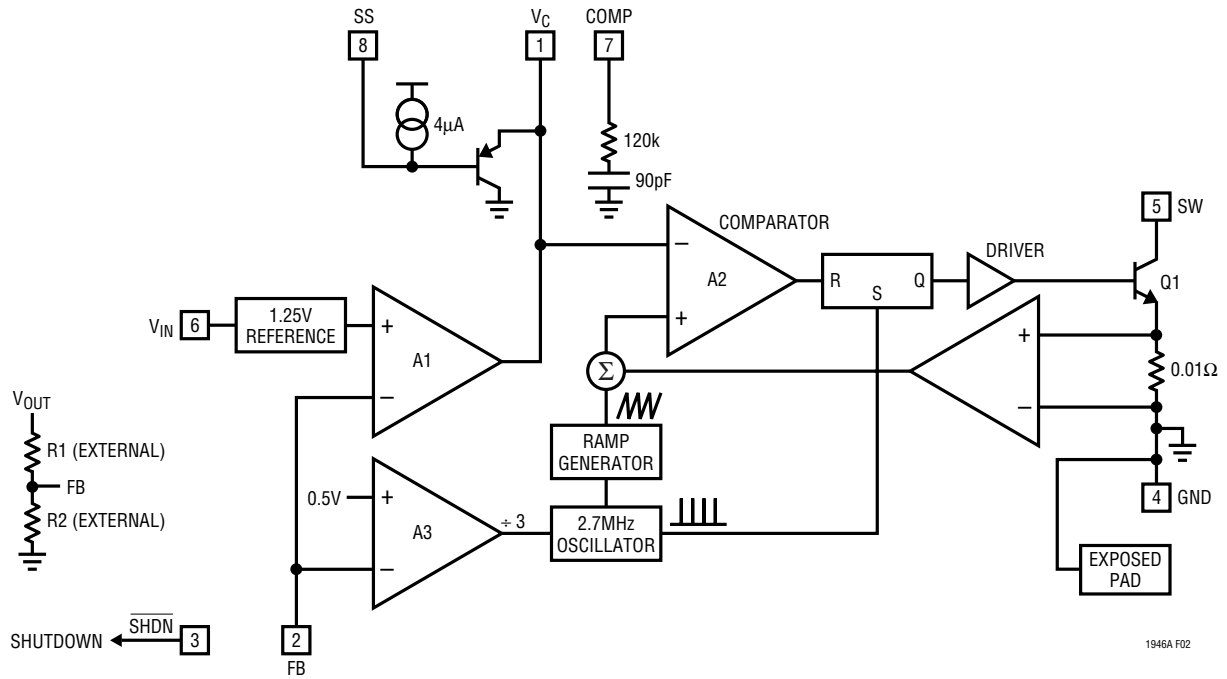 SS
V_C
COMP
8
1
7
4µA
120k
90pF
COMPARATOR
−
A2
+
R
Q
S
DRIVER
5
SW
Q1
V_IN
6
1.25V
REFERENCE
+
A1
−
Σ
+
−
0.01Ω
RAMP
GENERATOR
V_OUT
R1 (EXTERNAL)
FB
R2 (EXTERNAL)
0.5V
+
A3
−
÷ 3
2.7MHz
OSCILLATOR
4
GND
EXPOSED
PAD
SHUTDOWN
SHDN
3
2
FB
1946A F02